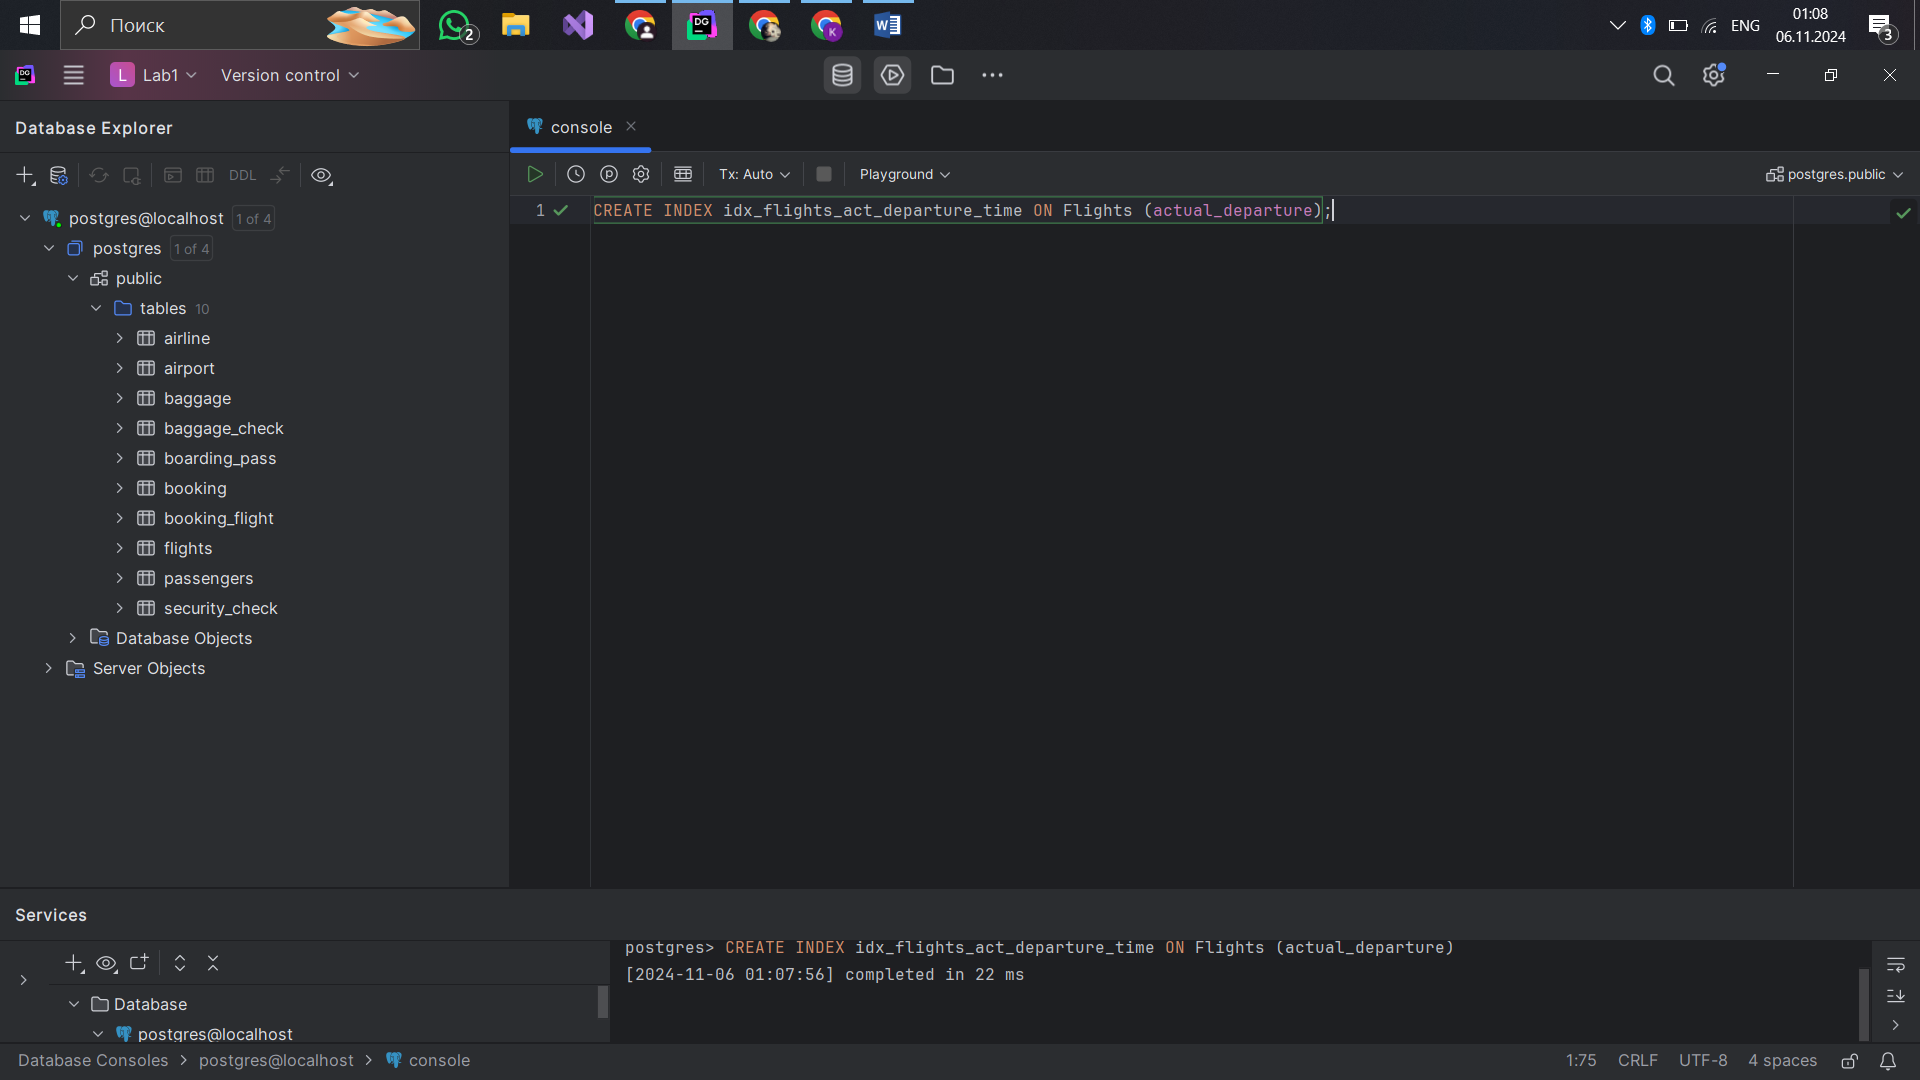 Поиск
2
DG
K
ENG
01:08
06.11.2024
3
DG
L Lab1
Version control
Database Explorer
console
DDL
Tx: Auto
Playground
postgres.public
postgres@localhost 1 of 4
postgres 1 of 4
public
tables 10
airline
airport
baggage
baggage_check
boarding_pass
booking
booking_flight
flights
passengers
security_check
Database Objects
Server Objects
1 CREATE INDEX idx_flights_act_departure_time ON Flights (actual_departure);
Services
Database
postgres@localhost
postgres> CREATE INDEX idx_flights_act_departure_time ON Flights (actual_departure)
[2024-11-06 01:07:56] completed in 22 ms
Database Consoles > postgres@localhost > console
1:75 CRLF UTF-8 4 spaces